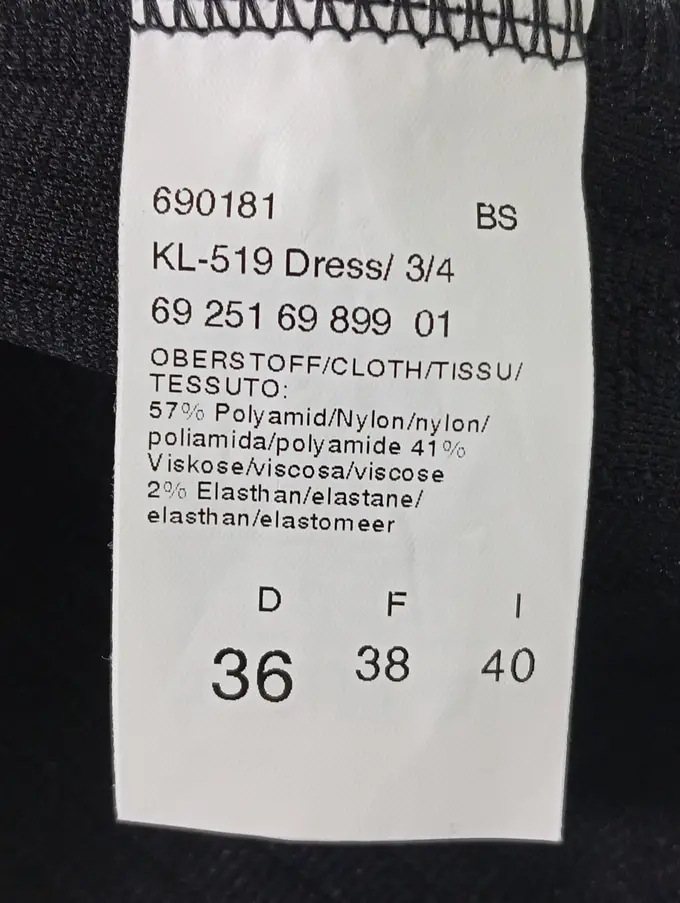 690181 BS
KL-519 Dress/ 3/4
69 251 69 899 01
OBERSTOFF/CLOTH/TISSU/
TESSUTO:
57% Polyamid/Nylon/nylon/
poliamida/polyamide 41%
Viskose/viscosa/viscose
2% Elasthan/elastane/
elasthan/elastomeer
D F I
36 38 40